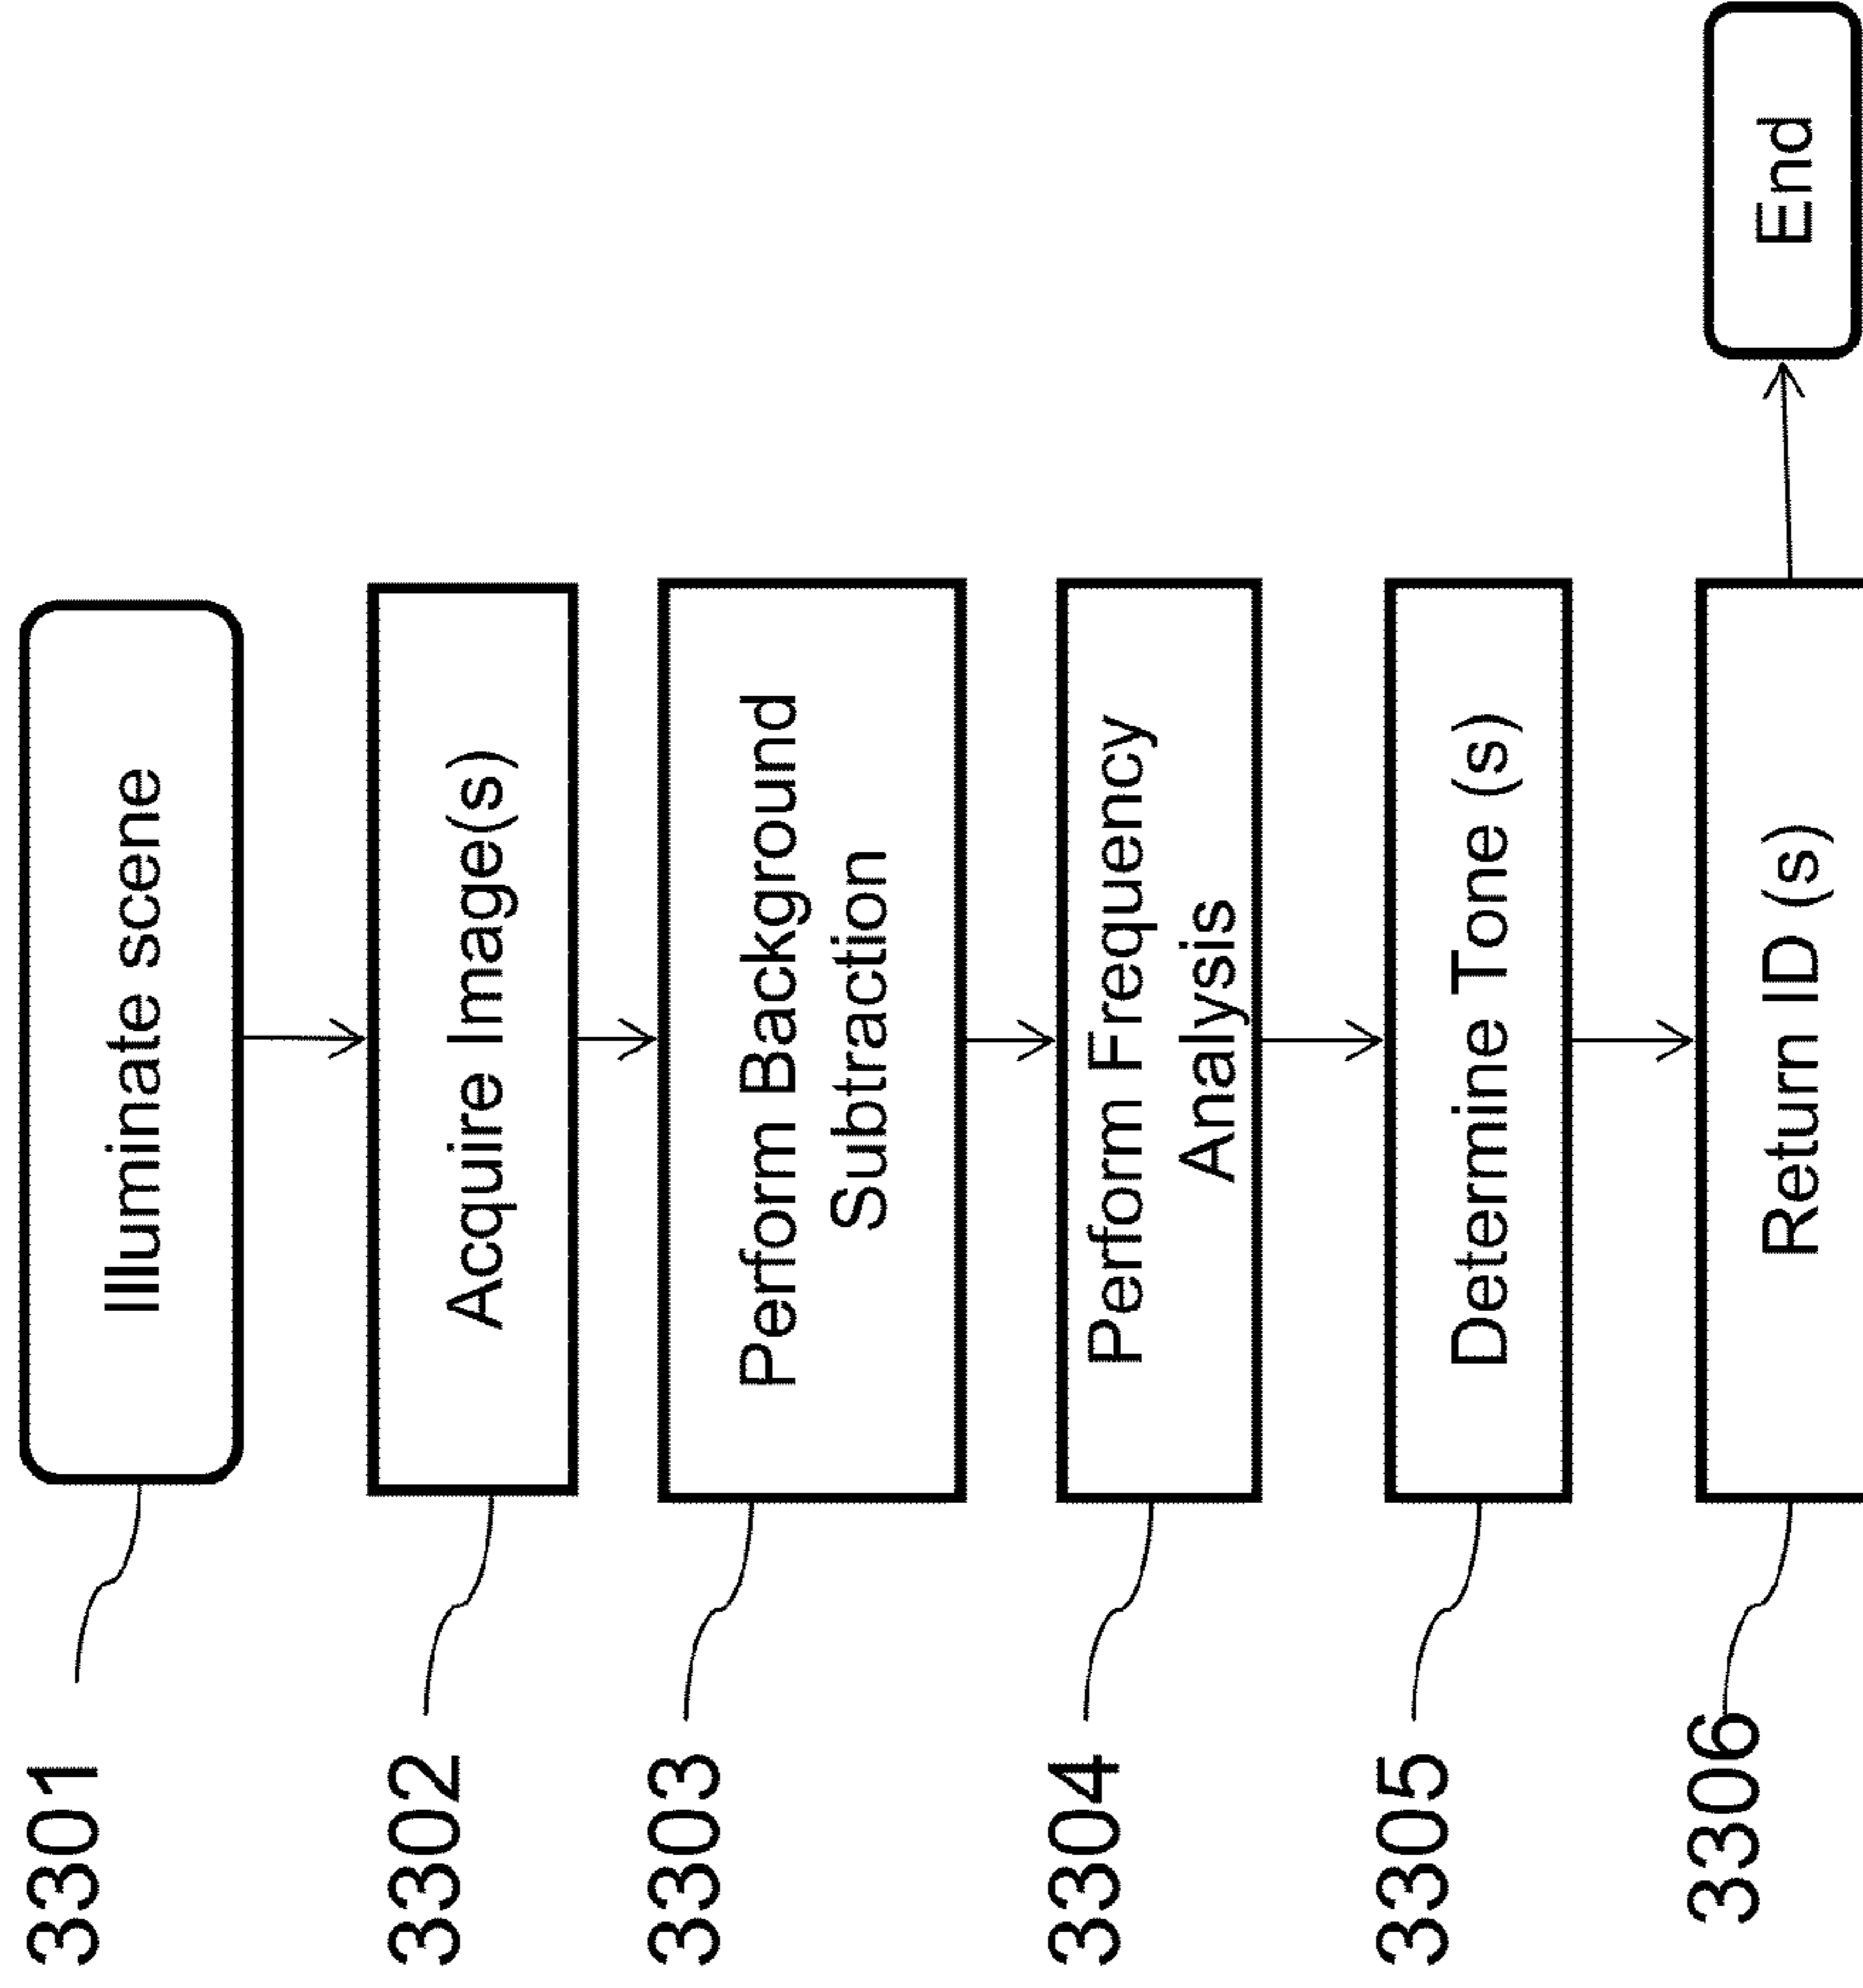 3301
Illuminate scene
3302
Acquire Image(s)
3303
Perform Background
Subtraction
3304
Perform Frequency
Analysis
3305
Determine Tone (s)
3306
Return ID (s)
End